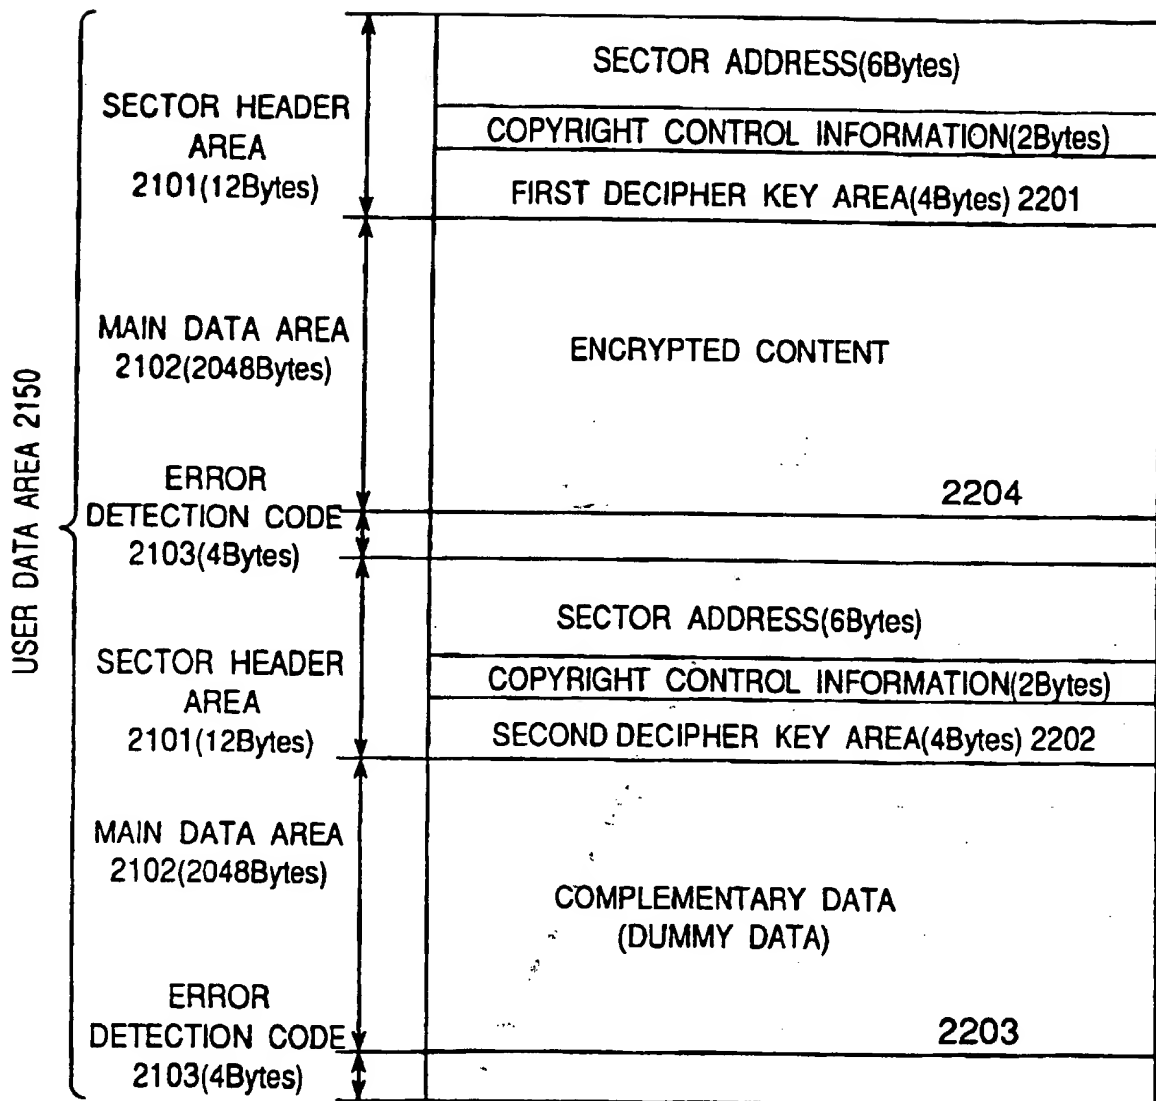 USER DATA AREA 2150
SECTOR HEADER
AREA
2101(12Bytes)
SECTOR ADDRESS(6Bytes)
COPYRIGHT CONTROL INFORMATION(2Bytes)
FIRST DECIPHER KEY AREA(4Bytes) 2201
MAIN DATA AREA
2102(2048Bytes)
ENCRYPTED CONTENT
2204
ERROR
DETECTION CODE
2103(4Bytes)
SECTOR HEADER
AREA
2101(12Bytes)
SECTOR ADDRESS(6Bytes)
COPYRIGHT CONTROL INFORMATION(2Bytes)
SECOND DECIPHER KEY AREA(4Bytes) 2202
MAIN DATA AREA
2102(2048Bytes)
COMPLEMENTARY DATA
(DUMMY DATA)
2203
ERROR
DETECTION CODE
2103(4Bytes)